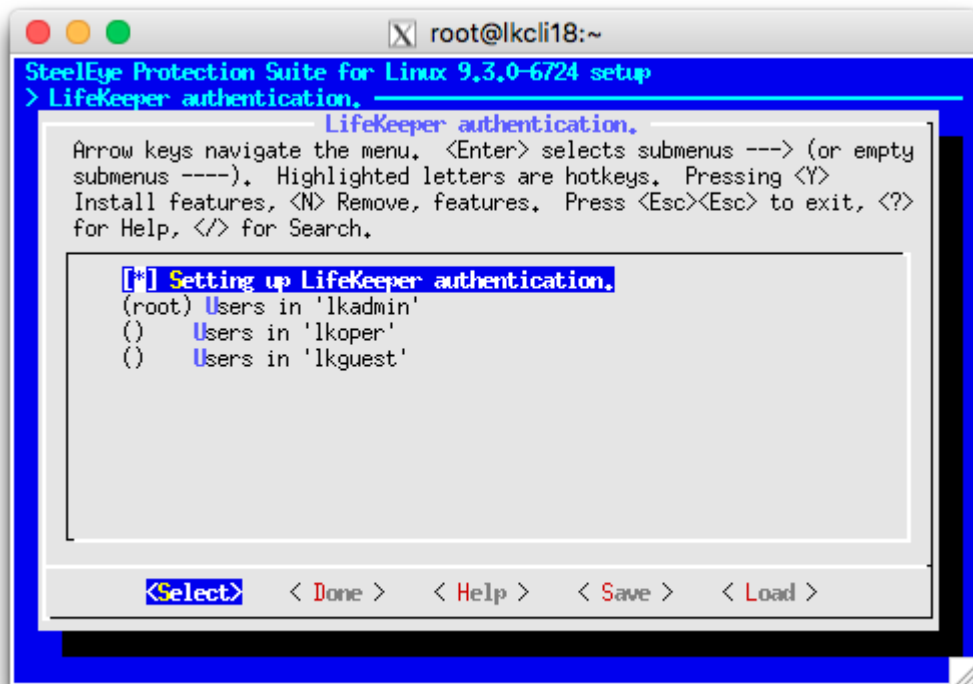 root@lkcli18:~
SteelEye Protection Suite for Linux 9.3.0-6724 setup
> LifeKeeper authentication.
LifeKeeper authentication.
Arrow keys navigate the menu.  <Enter> selects submenus ---> (or empty
submenus ----).  Highlighted letters are hotkeys.  Pressing <Y>
Install features, <N> Remove, features.  Press <Esc><Esc> to exit, <?>
for Help, </> for Search.
[*] Setting up LifeKeeper authentication.
(root) Users in 'lkadmin'
()    Users in 'lkoper'
()    Users in 'lkguest'
<Select>    < Done >    < Help >    < Save >    < Load >